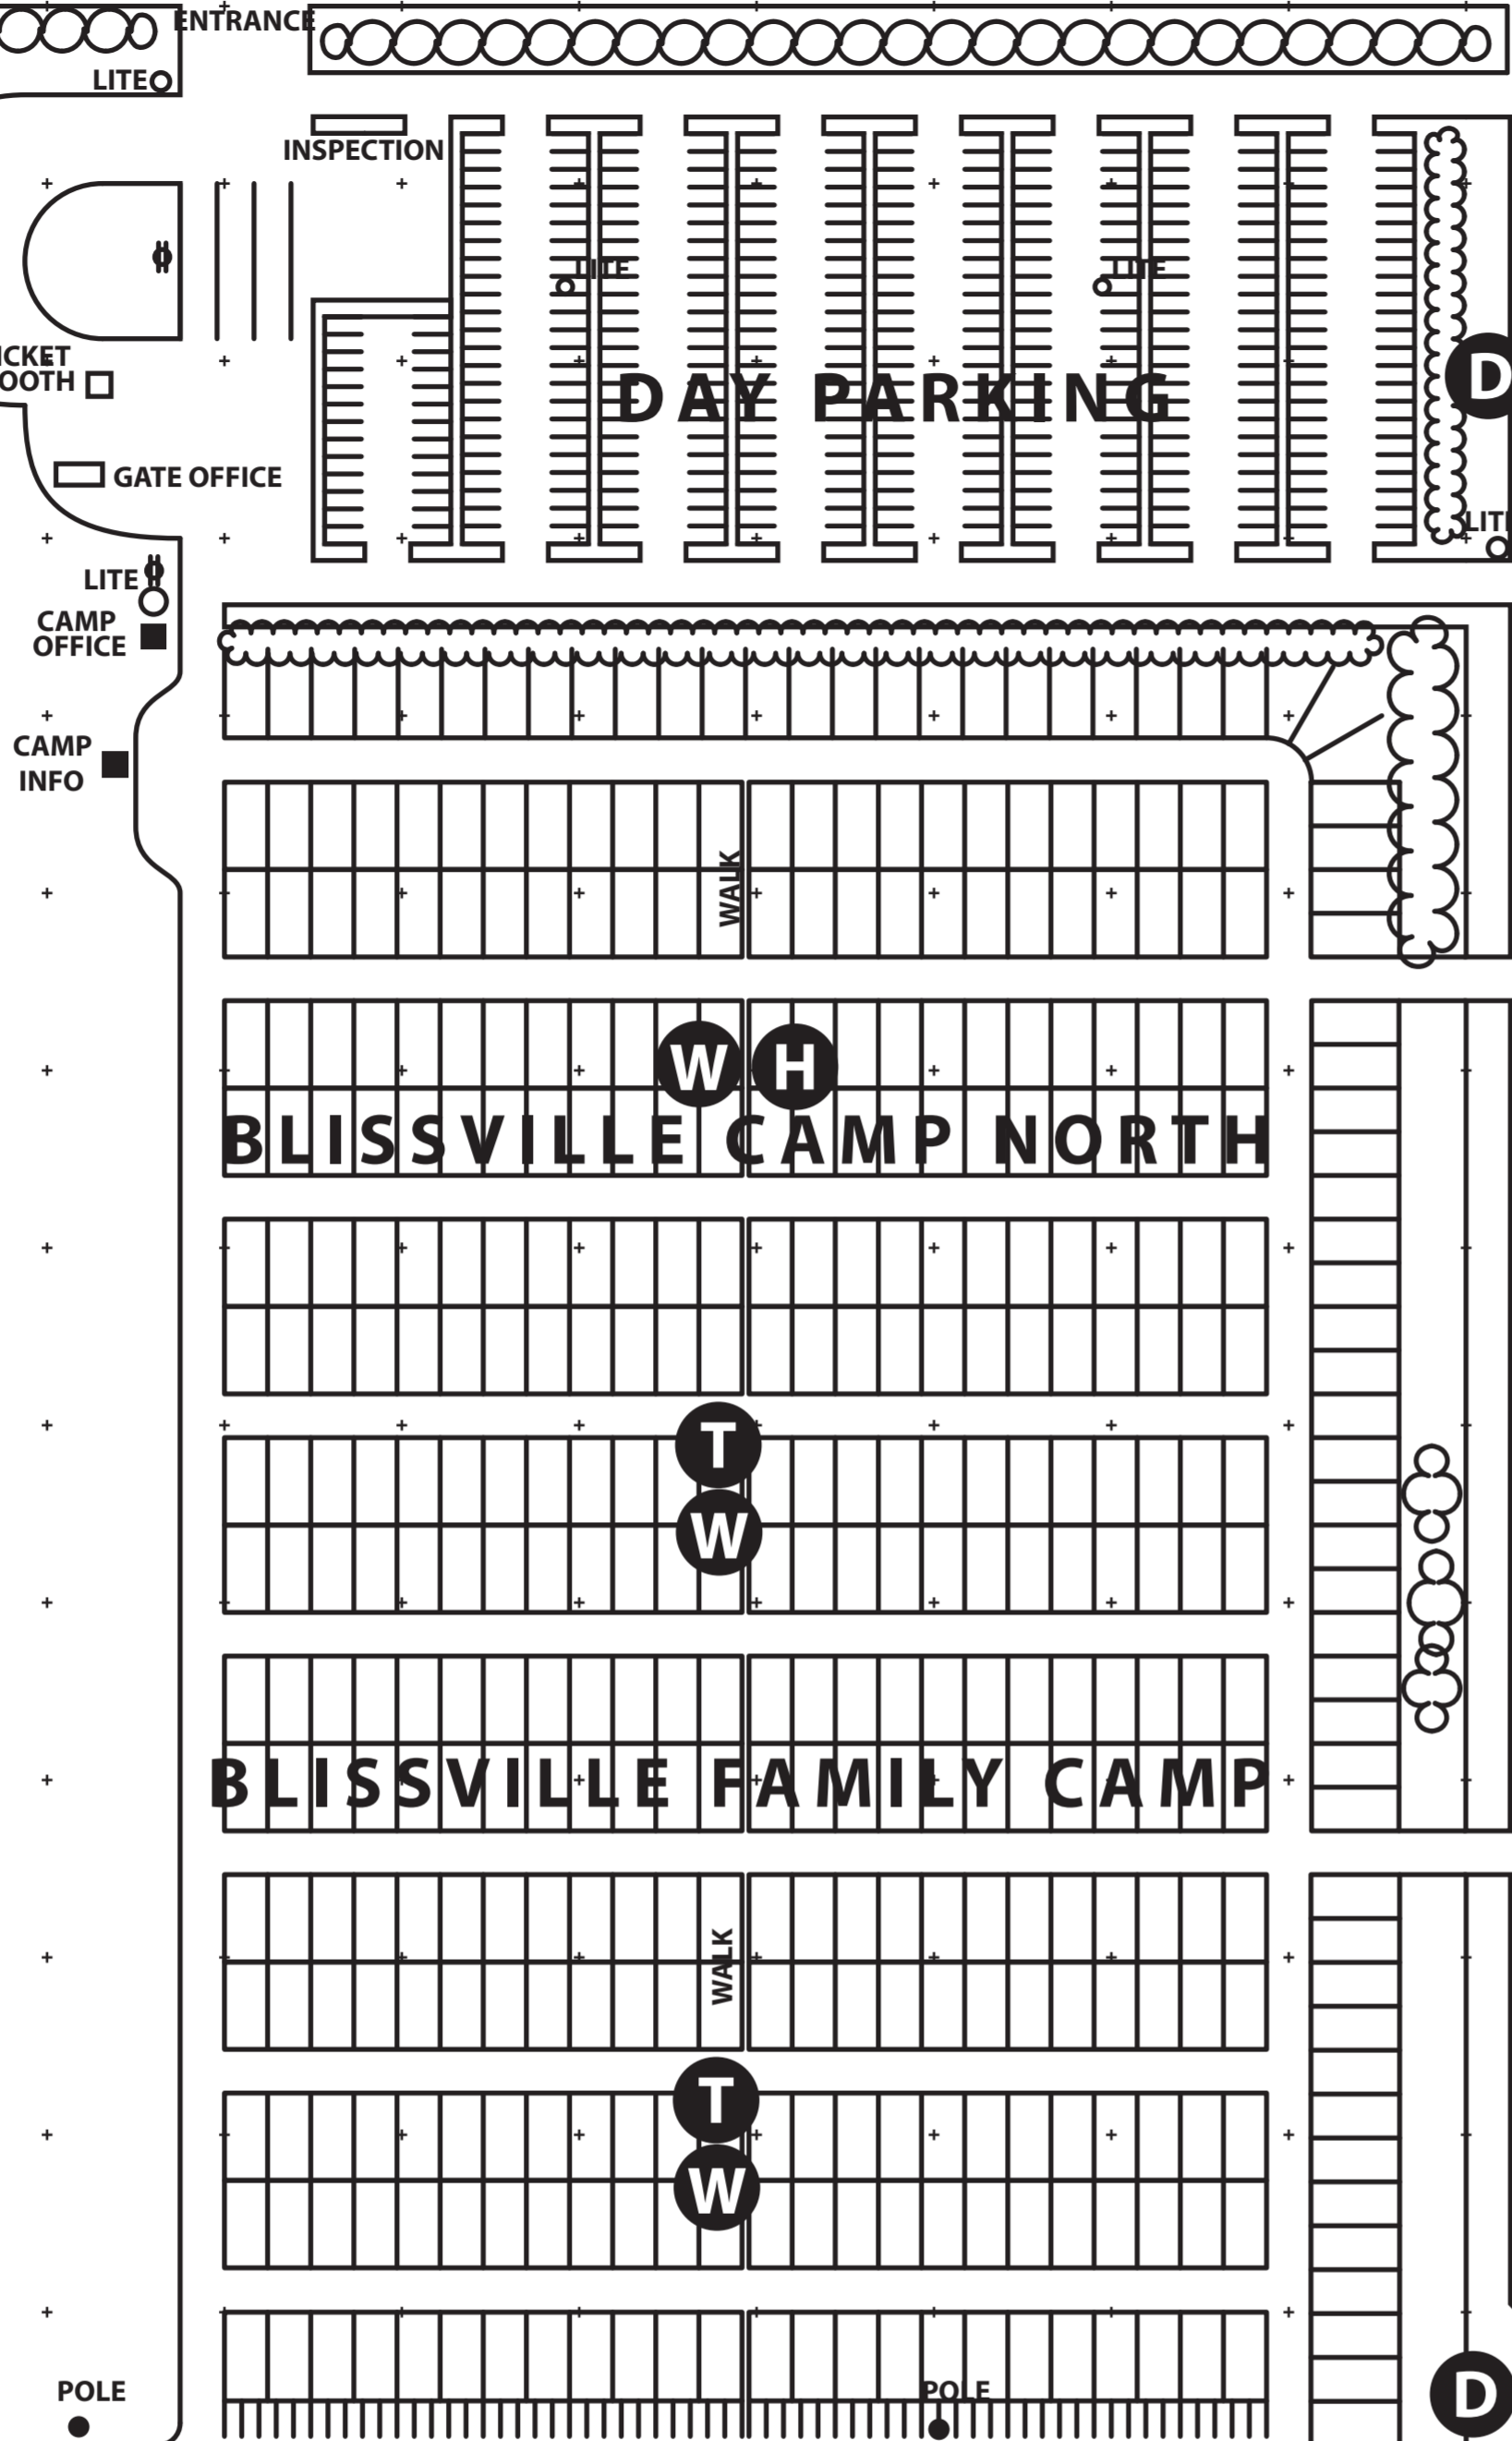 ENTRANCE
LITE
INSPECTION
LITE
LITE
ICKET
OOTH
DAY PARKING
D
GATE OFFICE
LITE
LITE
CAMP
OFFICE
CAMP
INFO
WALK
W
H
BLISSVILLE CAMP NORTH
T
W
BLISSVILLE FAMILY CAMP
WALK
T
W
POLE
POLE
D